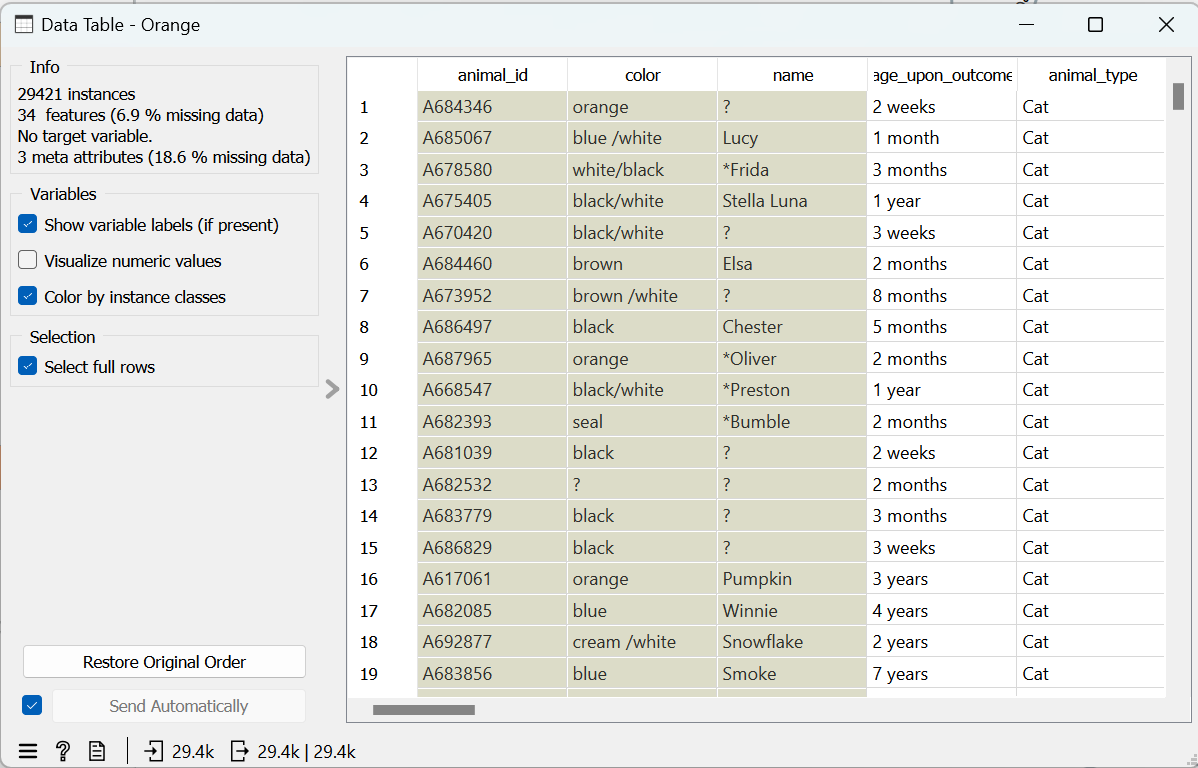 Data Table - Orange
Info
29421 instances
34 features (6.9 % missing data)
No target variable.
3 meta attributes (18.6 % missing data)
Variables
Show variable labels (if present)
Visualize numeric values
Color by instance classes
Selection
Select full rows
Restore Original Order
Send Automatically
animal_id color name age_upon_outcome animal_type
1 A684346 orange ? 2 weeks Cat
2 A685067 blue /white Lucy 1 month Cat
3 A678580 white/black *Frida 3 months Cat
4 A675405 black/white Stella Luna 1 year Cat
5 A670420 black/white ? 3 weeks Cat
6 A684460 brown Elsa 2 months Cat
7 A673952 brown /white ? 8 months Cat
8 A686497 black Chester 5 months Cat
9 A687965 orange *Oliver 2 months Cat
10 A668547 black/white *Preston 1 year Cat
11 A682393 seal *Bumble 2 months Cat
12 A681039 black ? 2 weeks Cat
13 A682532 ? ? 2 months Cat
14 A683779 black ? 3 months Cat
15 A686829 black ? 3 weeks Cat
16 A617061 orange Pumpkin 3 years Cat
17 A682085 blue Winnie 4 years Cat
18 A692877 cream /white Snowflake 2 years Cat
19 A683856 blue Smoke 7 years Cat
? 29.4k 29.4k | 29.4k